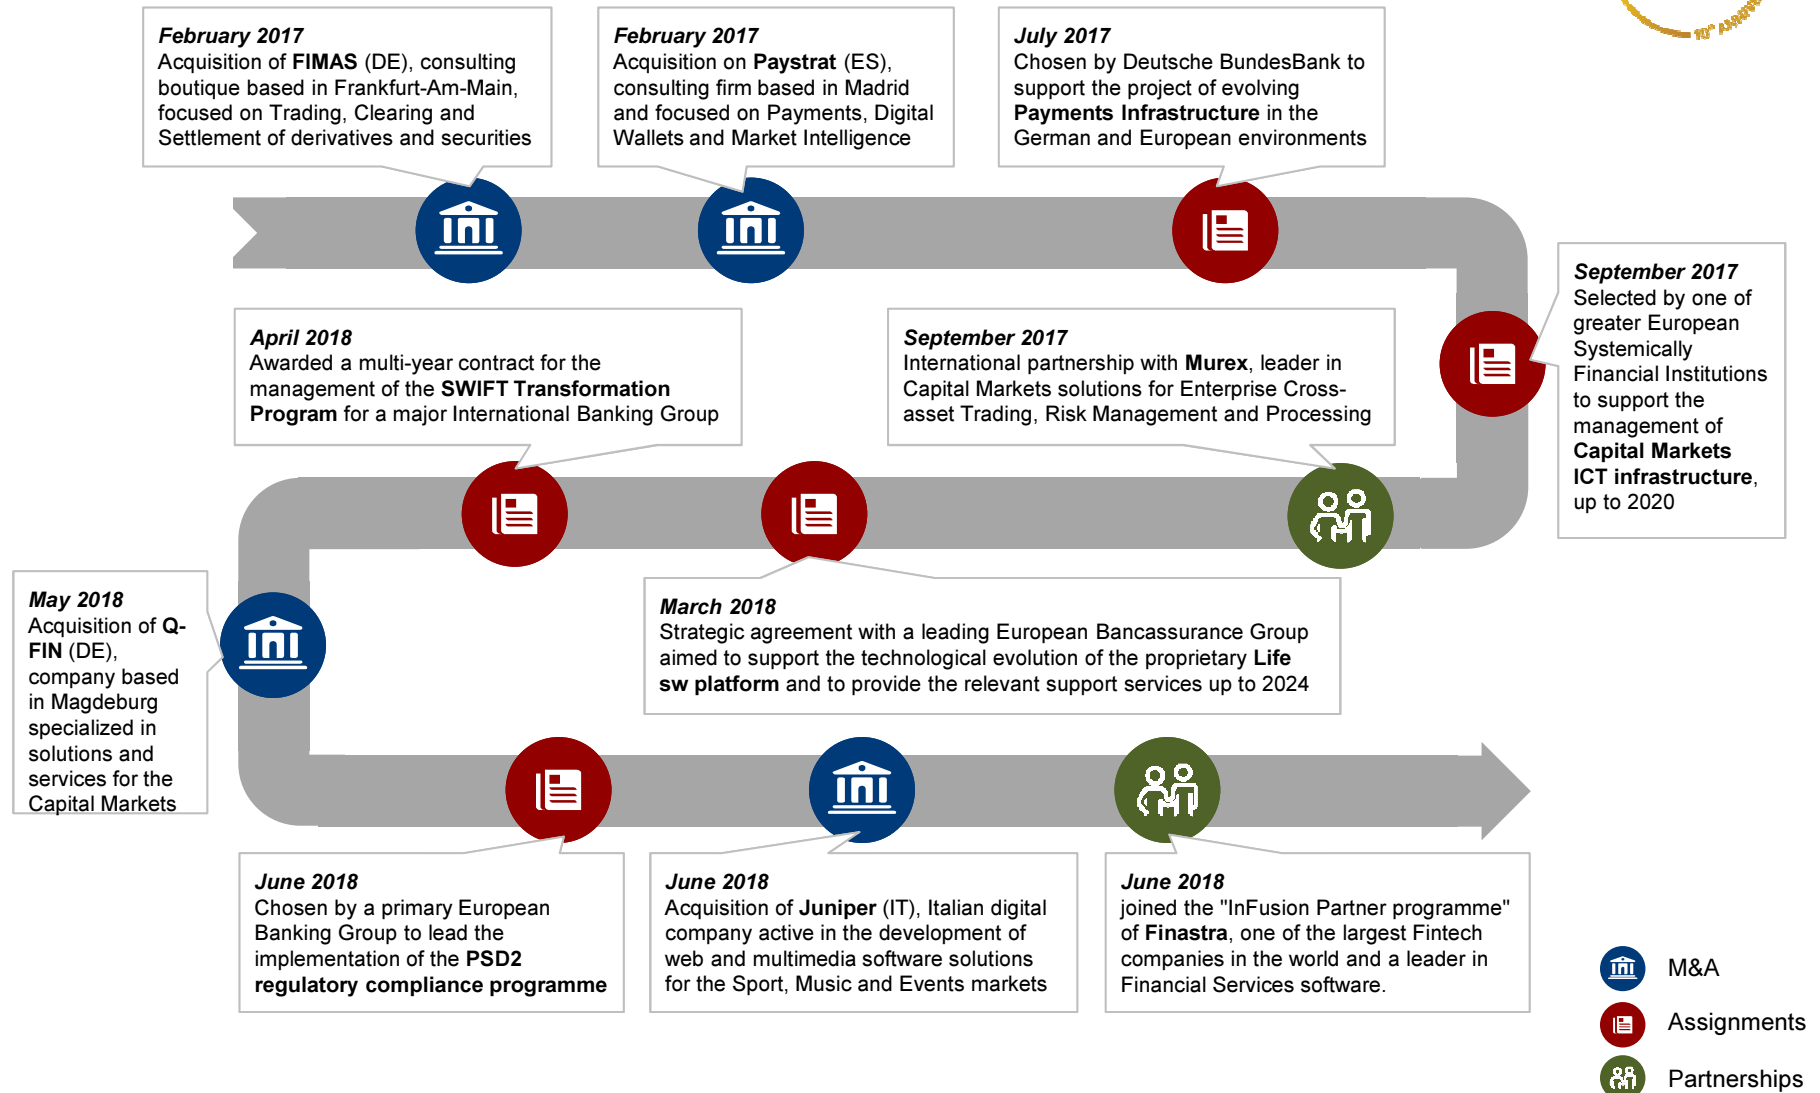 10th
February 2017
Acquisition of FIMAS (DE), consulting
boutique based in Frankfurt-Am-Main,
focused on Trading, Clearing and
Settlement of derivatives and securities
February 2017
Acquisition on Paystrat (ES),
consulting firm based in Madrid
and focused on Payments, Digital
Wallets and Market Intelligence
July 2017
Chosen by Deutsche BundesBank to
support the project of evolving
Payments Infrastructure in the
German and European environments
September 2017
Selected by one of
greater European
Systemically
Financial Institutions
to support the
management of
Capital Markets
ICT infrastructure,
up to 2020
September 2017
International partnership with Murex, leader in
Capital Markets solutions for Enterprise Cross-
asset Trading, Risk Management and Processing
March 2018
Strategic agreement with a leading European Bancassurance Group
aimed to support the technological evolution of the proprietary Life
sw platform and to provide the relevant support services up to 2024
April 2018
Awarded a multi-year contract for the
management of the SWIFT Transformation
Program for a major International Banking Group
May 2018
Acquisition of Q-
FIN (DE),
company based
in Magdeburg
specialized in
solutions and
services for the
Capital Markets
June 2018
Chosen by a primary European
Banking Group to lead the
implementation of the PSD2
regulatory compliance programme
June 2018
Acquisition of Juniper (IT), Italian digital
company active in the development of
web and multimedia software solutions
for the Sport, Music and Events markets
June 2018
joined the "InFusion Partner programme"
of Finastra, one of the largest Fintech
companies in the world and a leader in
Financial Services software.
M&A
Assignments
Partnerships